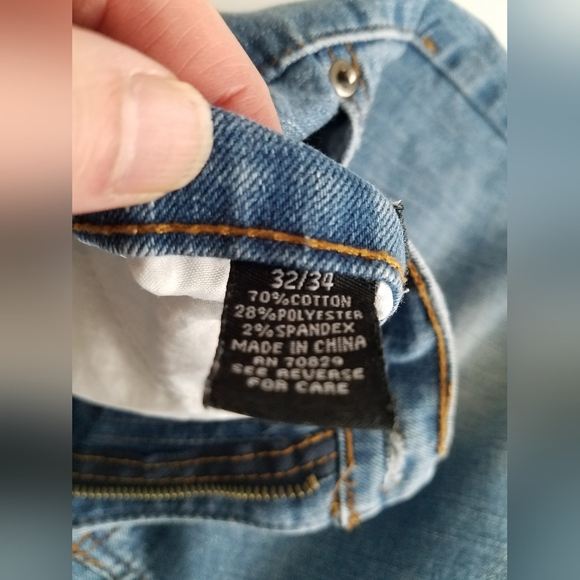 32/34
70%COTTON
28%POLYESTER
2%SPANDEX
MADE IN CHINA
RN 70829
SEE REVERSE
FOR CARE